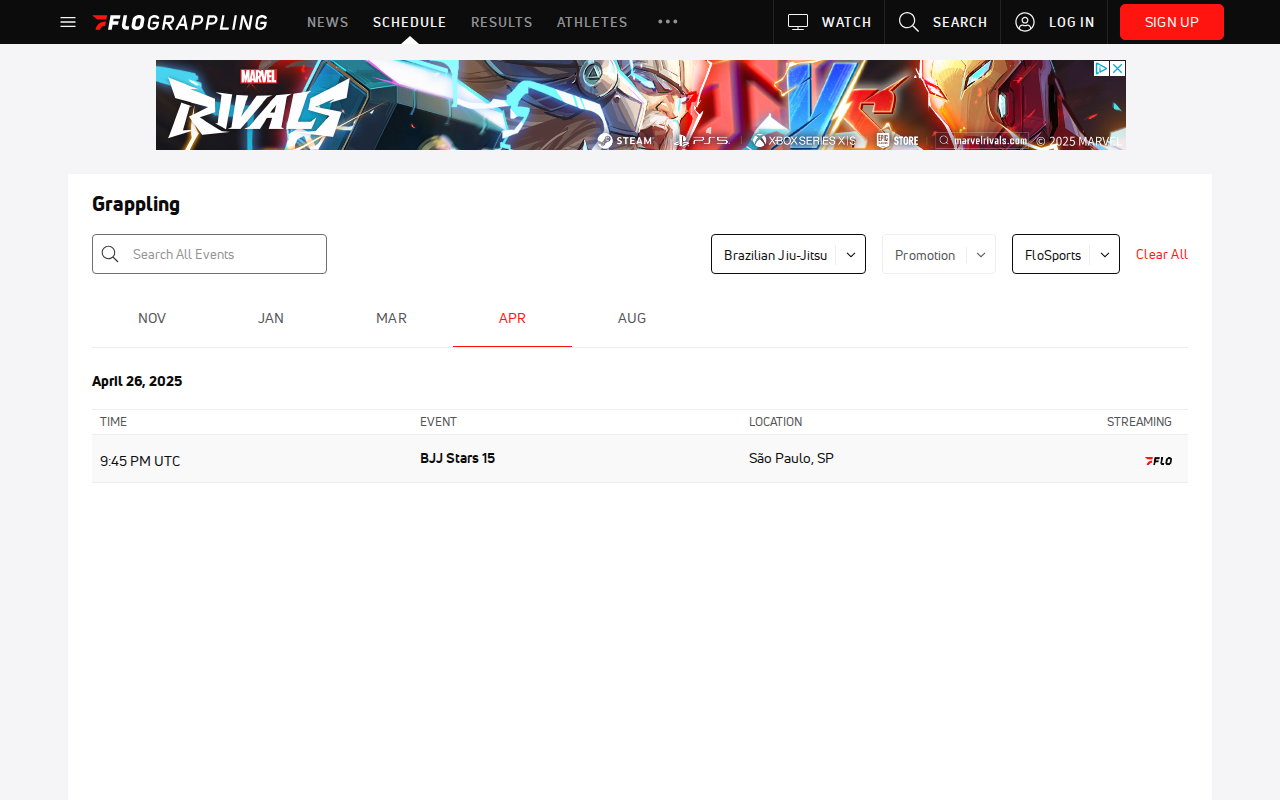 FLOGRAPPLING
NEWS
SCHEDULE
RESULTS
ATHLETES
WATCH
SEARCH
LOG IN
SIGN UP
MARVEL
RIVALS
Vs
STEAM
PS5
XBOX SERIES X|S
STORE
marvelrivals.com
© 2025 MARVEL
Grappling
Search All Events
Brazilian Jiu-Jitsu
Promotion
FloSports
Clear All
NOV
JAN
MAR
APR
AUG
April 26, 2025
TIME
EVENT
LOCATION
STREAMING
9:45 PM UTC
BJJ Stars 15
São Paulo, SP
FLO